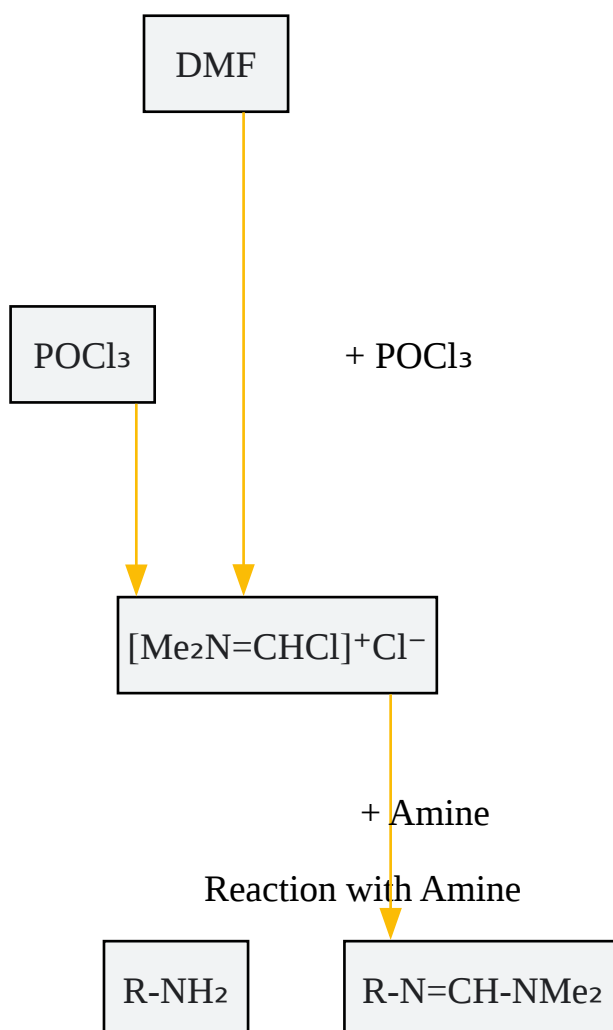 DMF
POCl₃
+ POCl₃
[Me₂N=CHCl]⁺Cl⁻
+ Amine
Reaction with Amine
R-NH₂
R-N=CH-NMe₂